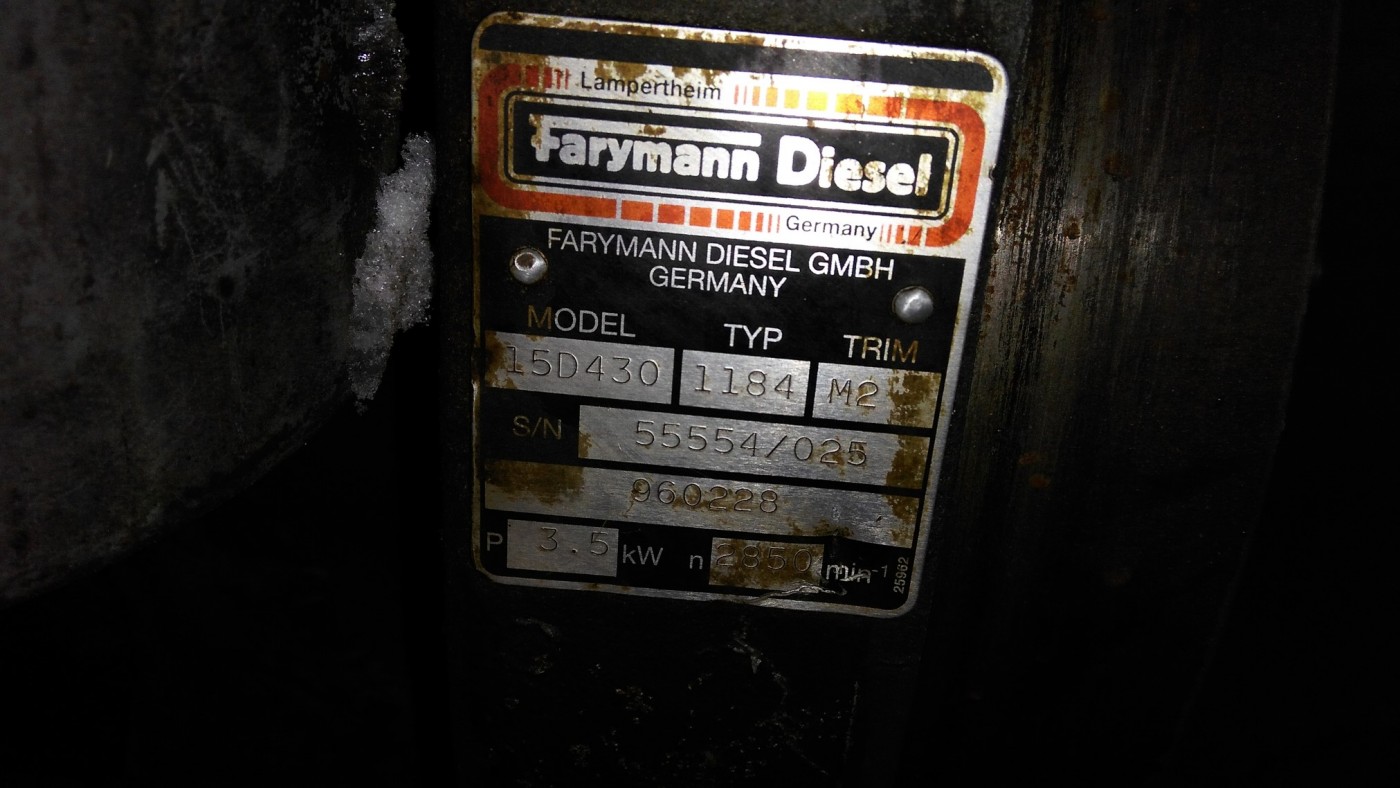 Lampertheim
Farymann Diesel
Germany
FARYMANN DIESEL GMBH
GERMANY
MODEL TYP TRIM
15D430 1184 M2
S/N 55554/025
960228
P 3.5 kW n 2850 min-1
25962